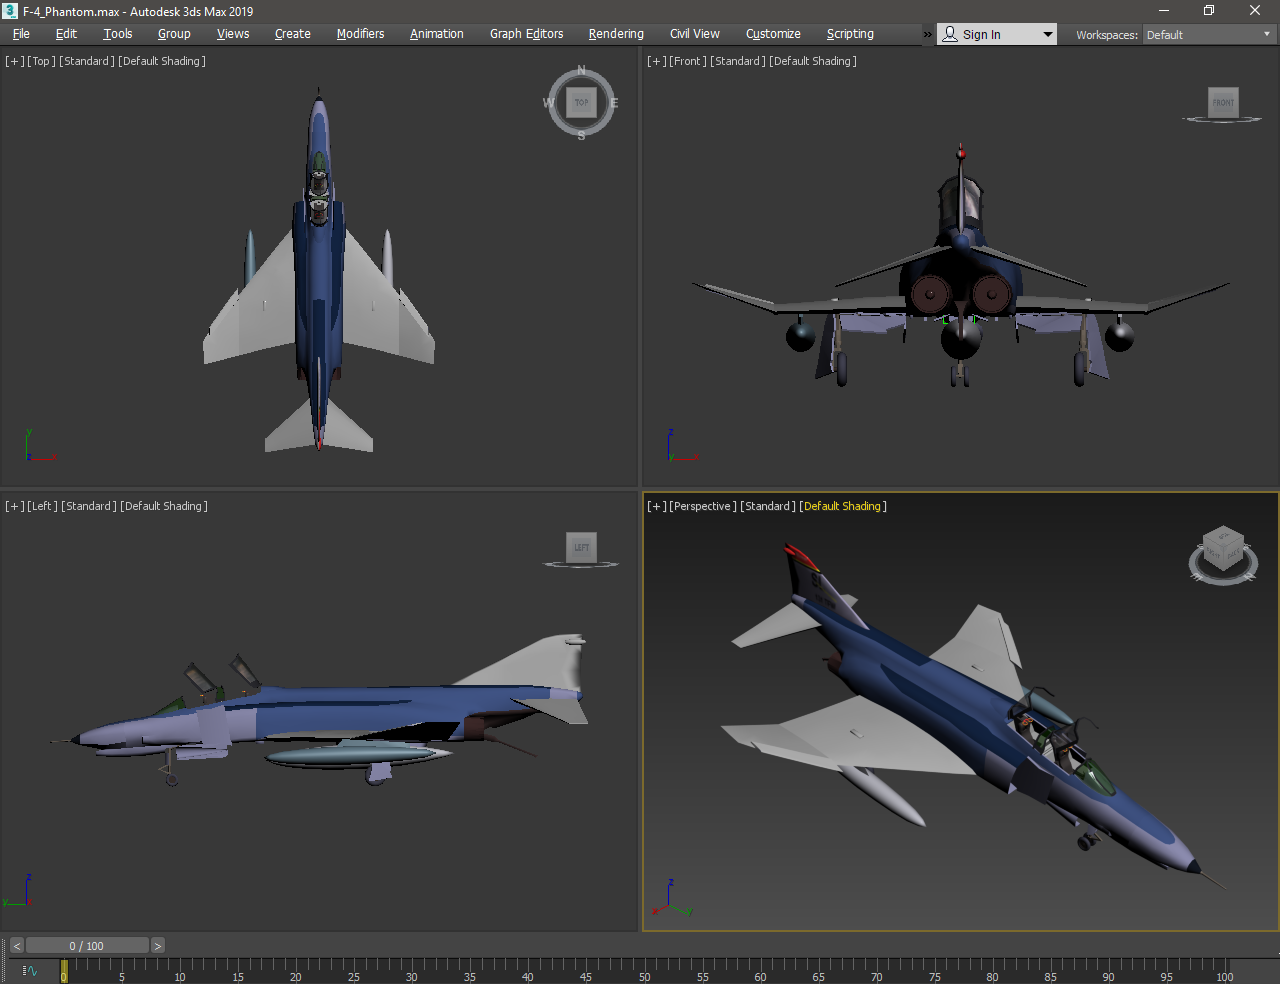 F-4_Phantom.max - Autodesk 3ds Max 2019
File Edit Tools Group Views Create Modifiers Animation Graph Editors Rendering Civil View Customize Scripting » Sign In Workspaces: Default
[+] [Top] [Standard] [Default Shading]
N
W TOP E
S
y
z x
[+] [Front] [Standard] [Default Shading]
FRONT
z
y x
[+] [Left] [Standard] [Default Shading]
LEFT
z
y x
[+] [Perspective] [Standard] [Default Shading]
z
x y
< 0 / 100 >
0 5 10 15 20 25 30 35 40 45 50 55 60 65 70 75 80 85 90 95 100